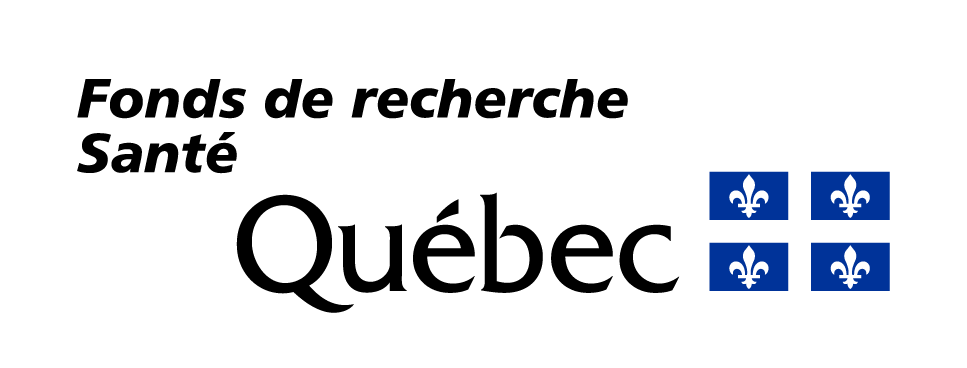 Fonds de recherche
Santé
Québec